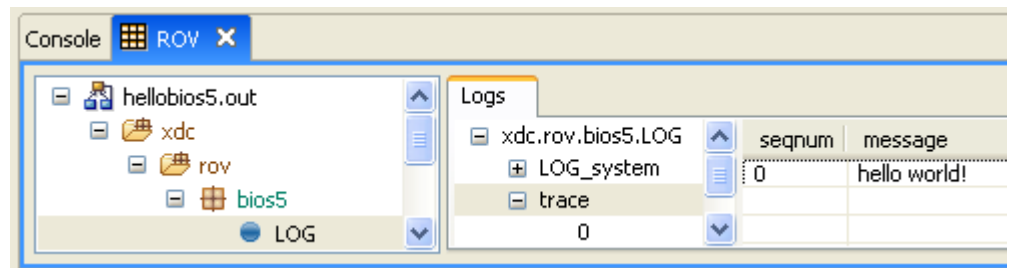 Console ROV
hellobios5.out
xdc
rov
bios5
LOG
Logs
xdc.rov.bios5.LOG
LOG_system
trace
0
seqnum message
0 hello world!